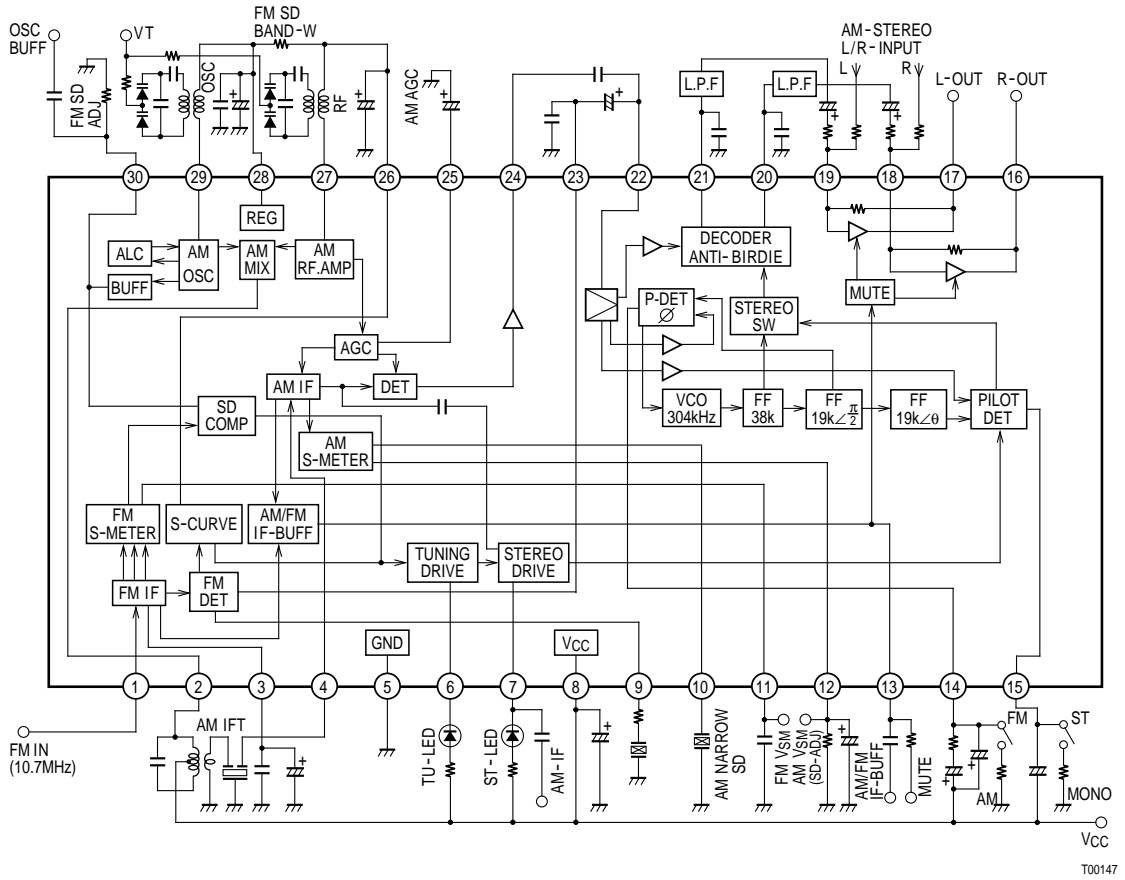 OSC
BUFF
VT
FM SD
BAND-W
AM-STEREO
L/R-INPUT
L
R
L-OUT
R-OUT
FM SD
ADJ
OSC
RF
AM AGC
L.P.F
L.P.F
+
+
+
+
+
+
30
29
28
27
26
25
24
23
22
21
20
19
18
17
16
REG
ALC
AM
OSC
AM
MIX
AM
RF.AMP
BUFF
DECODER
ANTI-BIRDIE
P-DET
Ø
STEREO
SW
MUTE
AGC
AM IF
DET
VCO
304kHz
FF
38k
FF
19k∠π/2
FF
19k∠θ
PILOT
DET
SD
COMP
AM
S-METER
FM
S-METER
S-CURVE
AM/FM
IF-BUFF
TUNING
DRIVE
STEREO
DRIVE
FM IF
FM
DET
GND
VCC
1
2
3
4
5
6
7
8
9
10
11
12
13
14
15
FM IN
(10.7MHz)
AM IFT
TU-LED
ST-LED
AM-IF
AM NARROW
SD
FM VSM
AM VSM
(SD-ADJ)
AM/FM
IF-BUFF
MUTE
FM
AM
ST
MONO
+
+
+
+
+
VCC
T00147